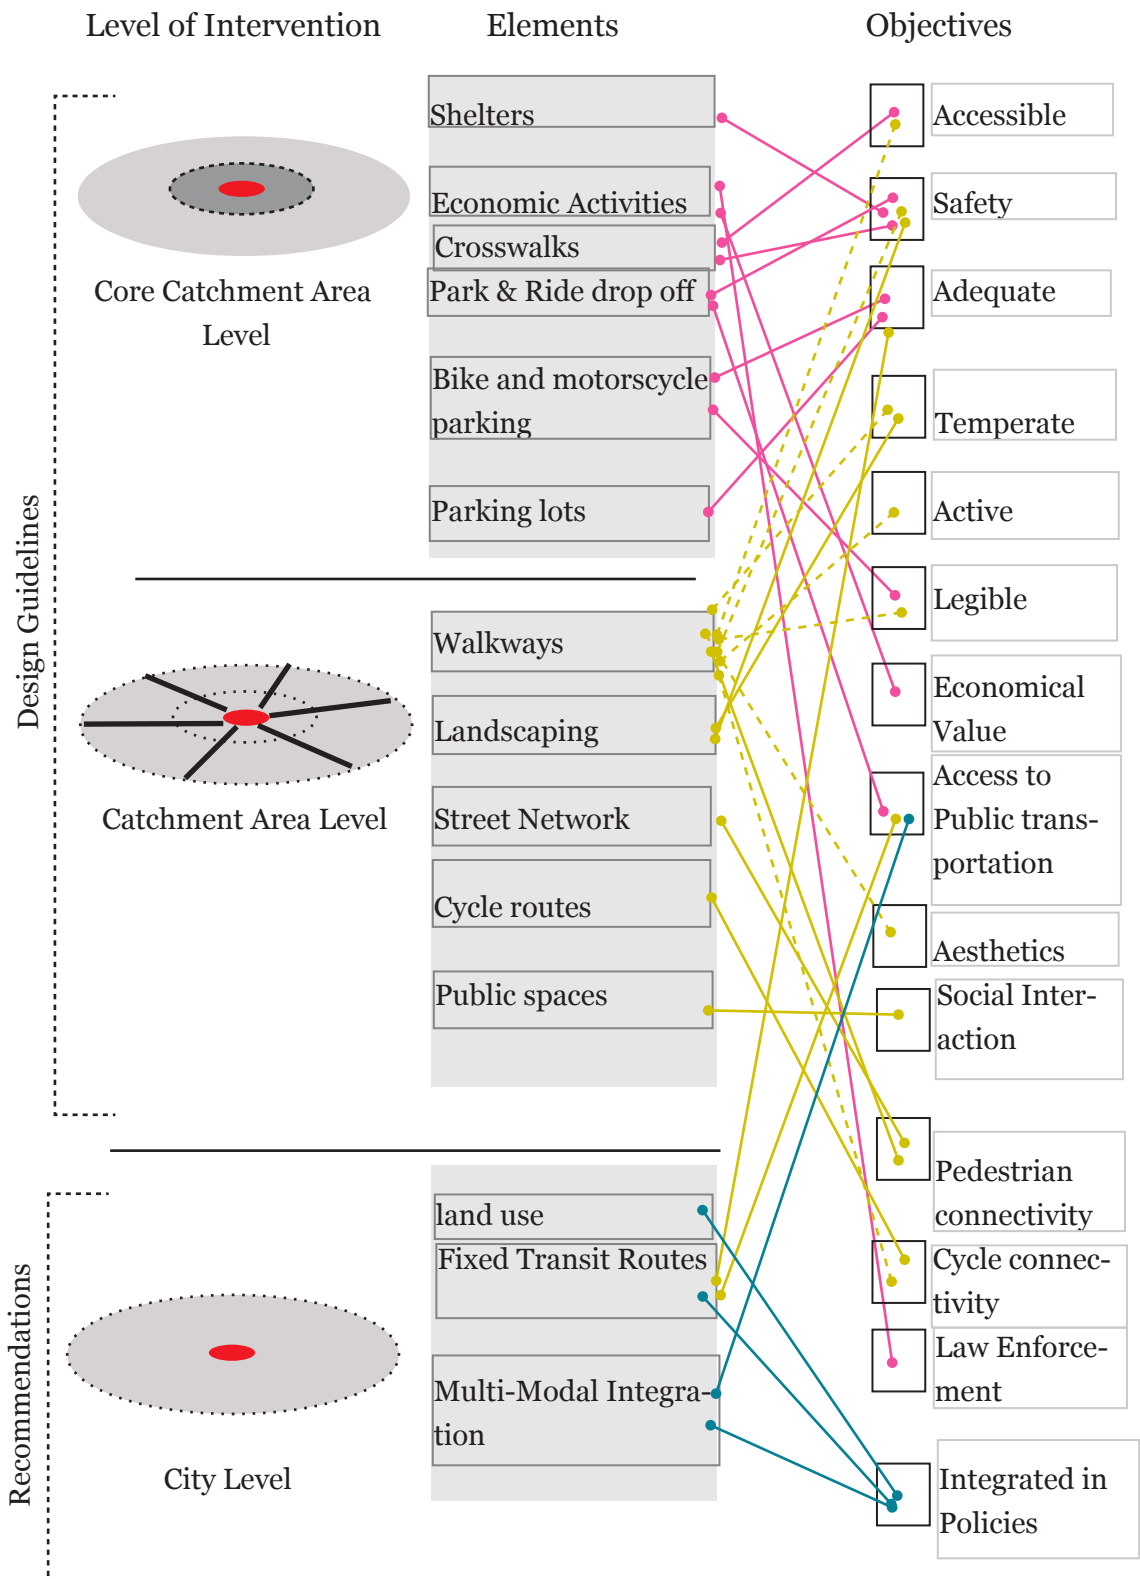 Level of Intervention
Elements
Objectives
Design Guidelines
Core Catchment Area
Level
Shelters
Economic Activities
Crosswalks
Park & Ride drop off
Bike and motorscycle
parking
Parking lots
Catchment Area Level
Walkways
Landscaping
Street Network
Cycle routes
Public spaces
Recommendations
City Level
land use
Fixed Transit Routes
Multi-Modal Integra-
tion
Accessible
Safety
Adequate
Temperate
Active
Legible
Economical
Value
Access to
Public trans-
portation
Aesthetics
Social Inter-
action
Pedestrian
connectivity
Cycle connec-
tivity
Law Enforce-
ment
Integrated in
Policies